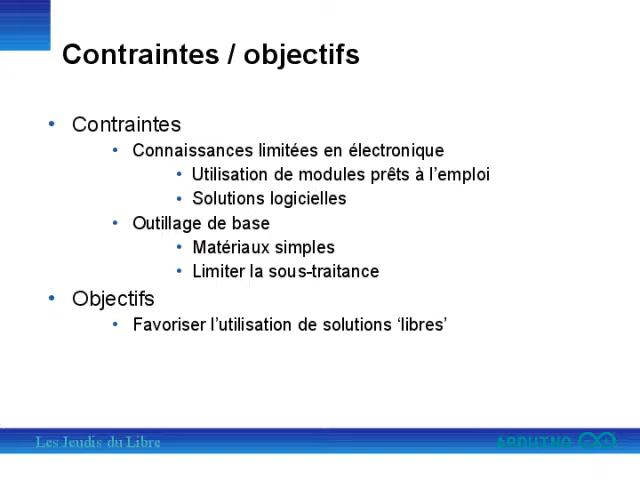 Contraintes / objectifs
• Contraintes
• Connaissances limitées en électronique
• Utilisation de modules prêts à l’emploi
• Solutions logicielles
• Outillage de base
• Matériaux simples
• Limiter la sous-traitance
• Objectifs
• Favoriser l’utilisation de solutions ‘libres’
Les Jeudis du Libre
ARDUINO